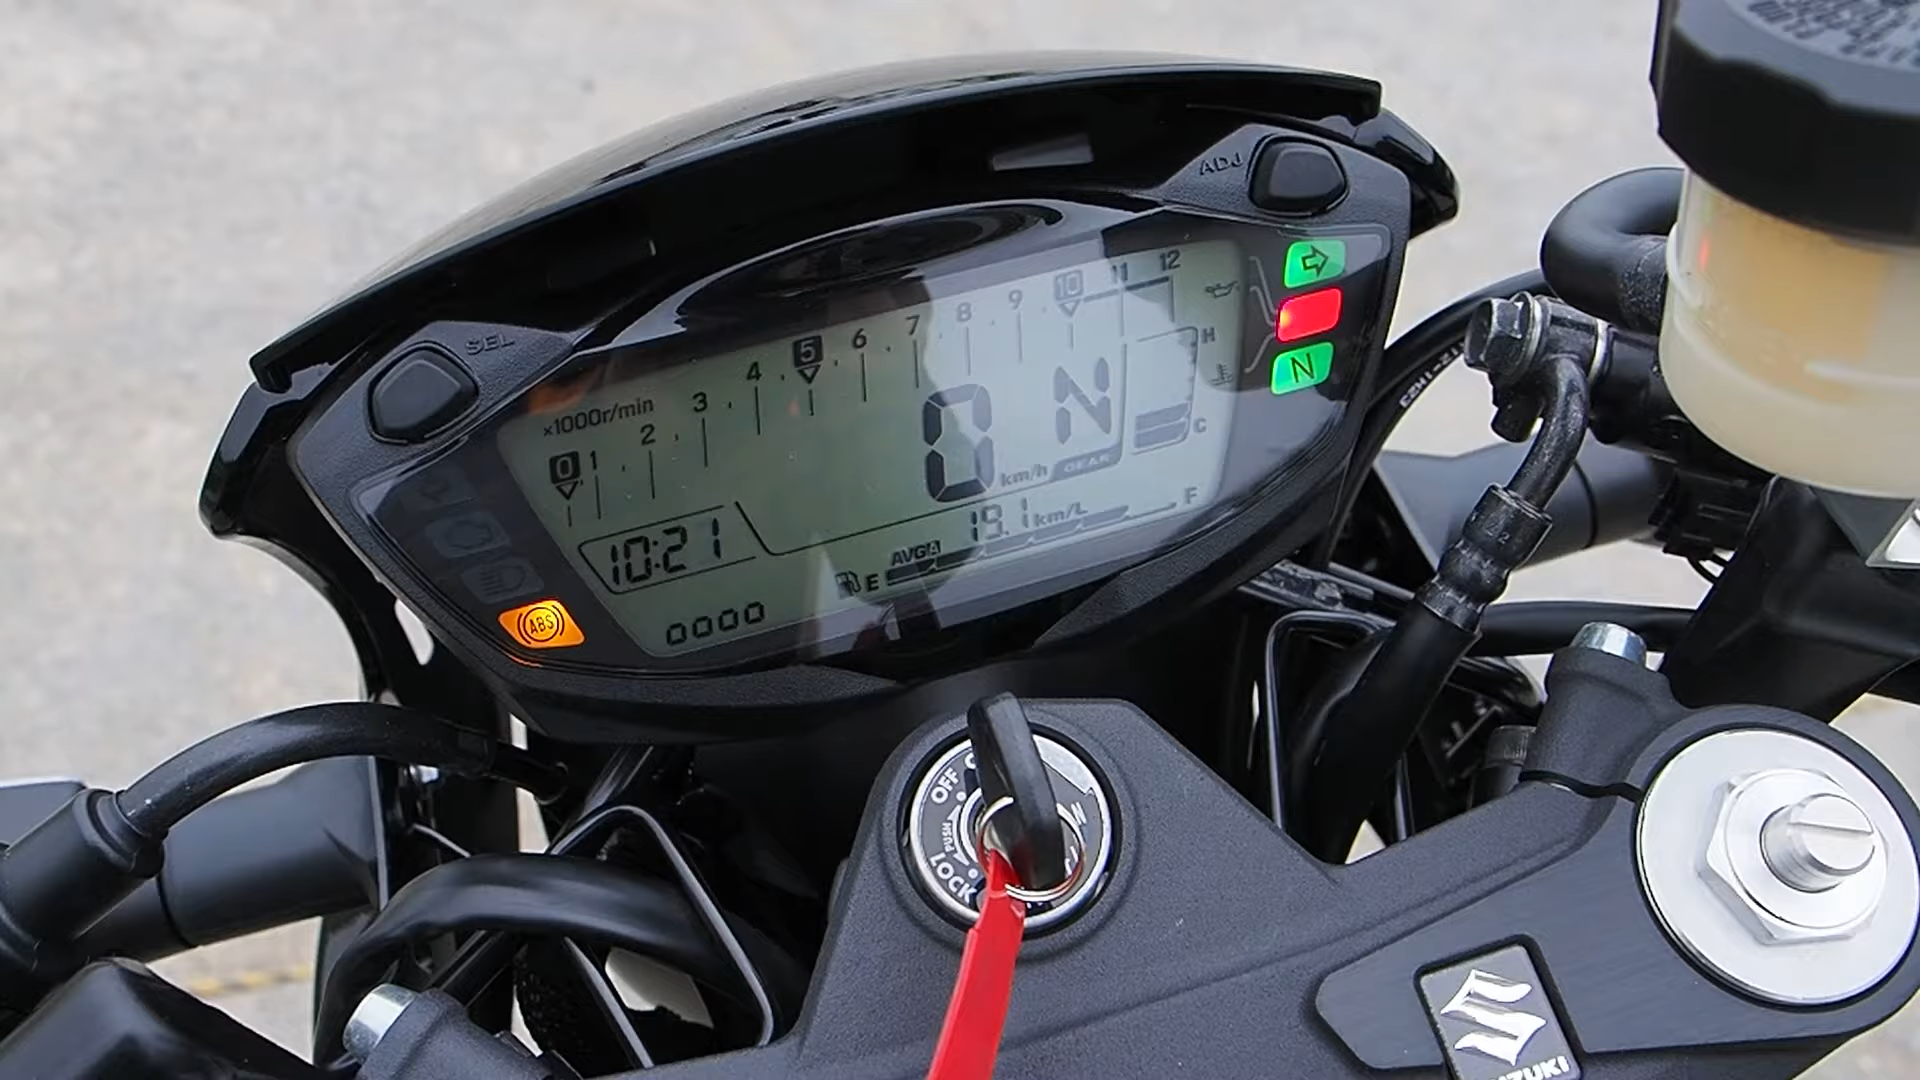 ADJ
SEL
×1000r/min
0 1 2 3 4 5 6 7 8 9 10 11 12
H
N
0 km/h
N
GEAR
C
19.1 km/L
F
10:21
AVG A
E
ABS
0000
OFF
PUSH
LOCK
SUZUKI